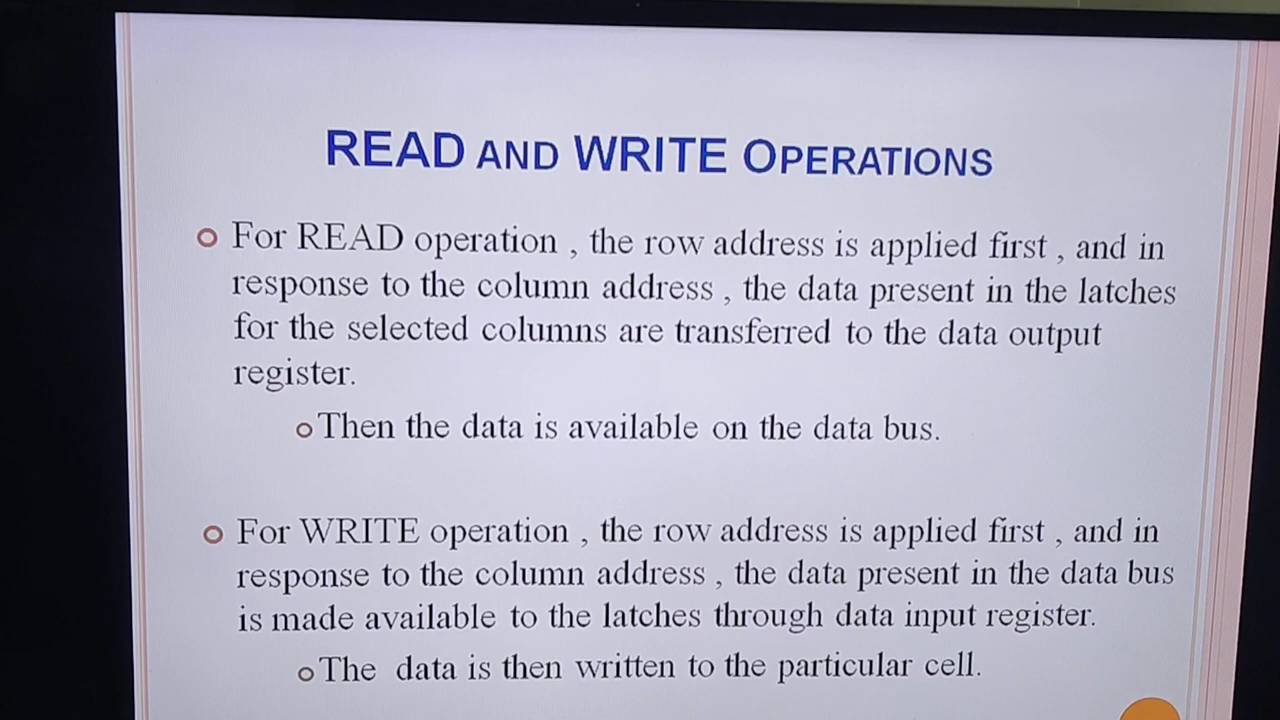 READ AND WRITE OPERATIONS
For READ operation , the row address is applied first , and in
response to the column address , the data present in the latches
for the selected columns are transferred to the data output
register.
Then the data is available on the data bus.
For WRITE operation , the row address is applied first , and in
response to the column address , the data present in the data bus
is made available to the latches through data input register.
The data is then written to the particular cell.